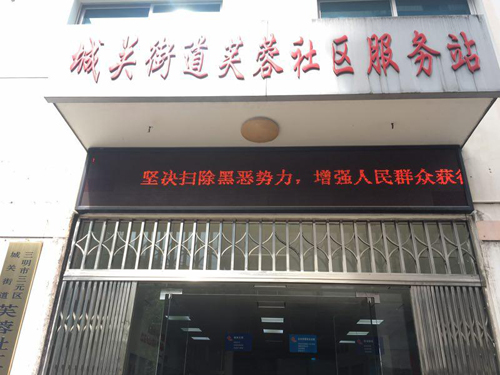 城关街道芙蓉社区服务站
坚决扫除黑恶势力，增强人民群众获得
三明市三元区
城关街道
芙蓉社